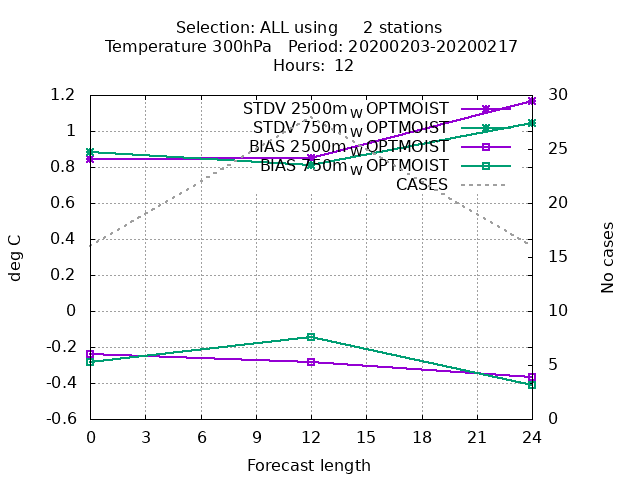 Selection: ALL using     2 stations
Temperature 300hPa   Period: 20200203-20200217
Hours:  12
STDV 2500m_W OPTMOIST
STDV 750m_W OPTMOIST
BIAS 2500m_W OPTMOIST
BIAS 750m_W OPTMOIST
CASES
1.2
1
0.8
0.6
0.4
0.2
0
-0.2
-0.4
-0.6
deg C
30
25
20
15
10
5
0
No cases
0 3 6 9 12 15 18 21 24
Forecast length